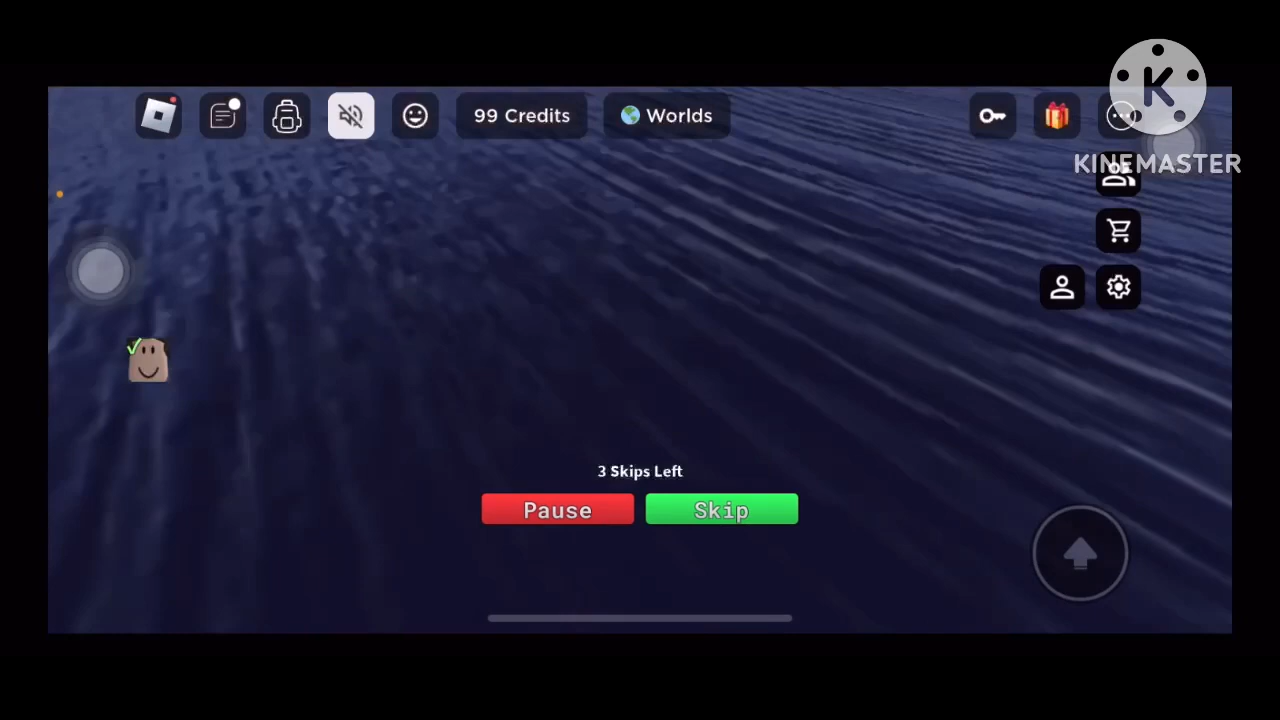 99 Credits
Worlds
K
KINEMASTER
3 Skips Left
Pause
Skip